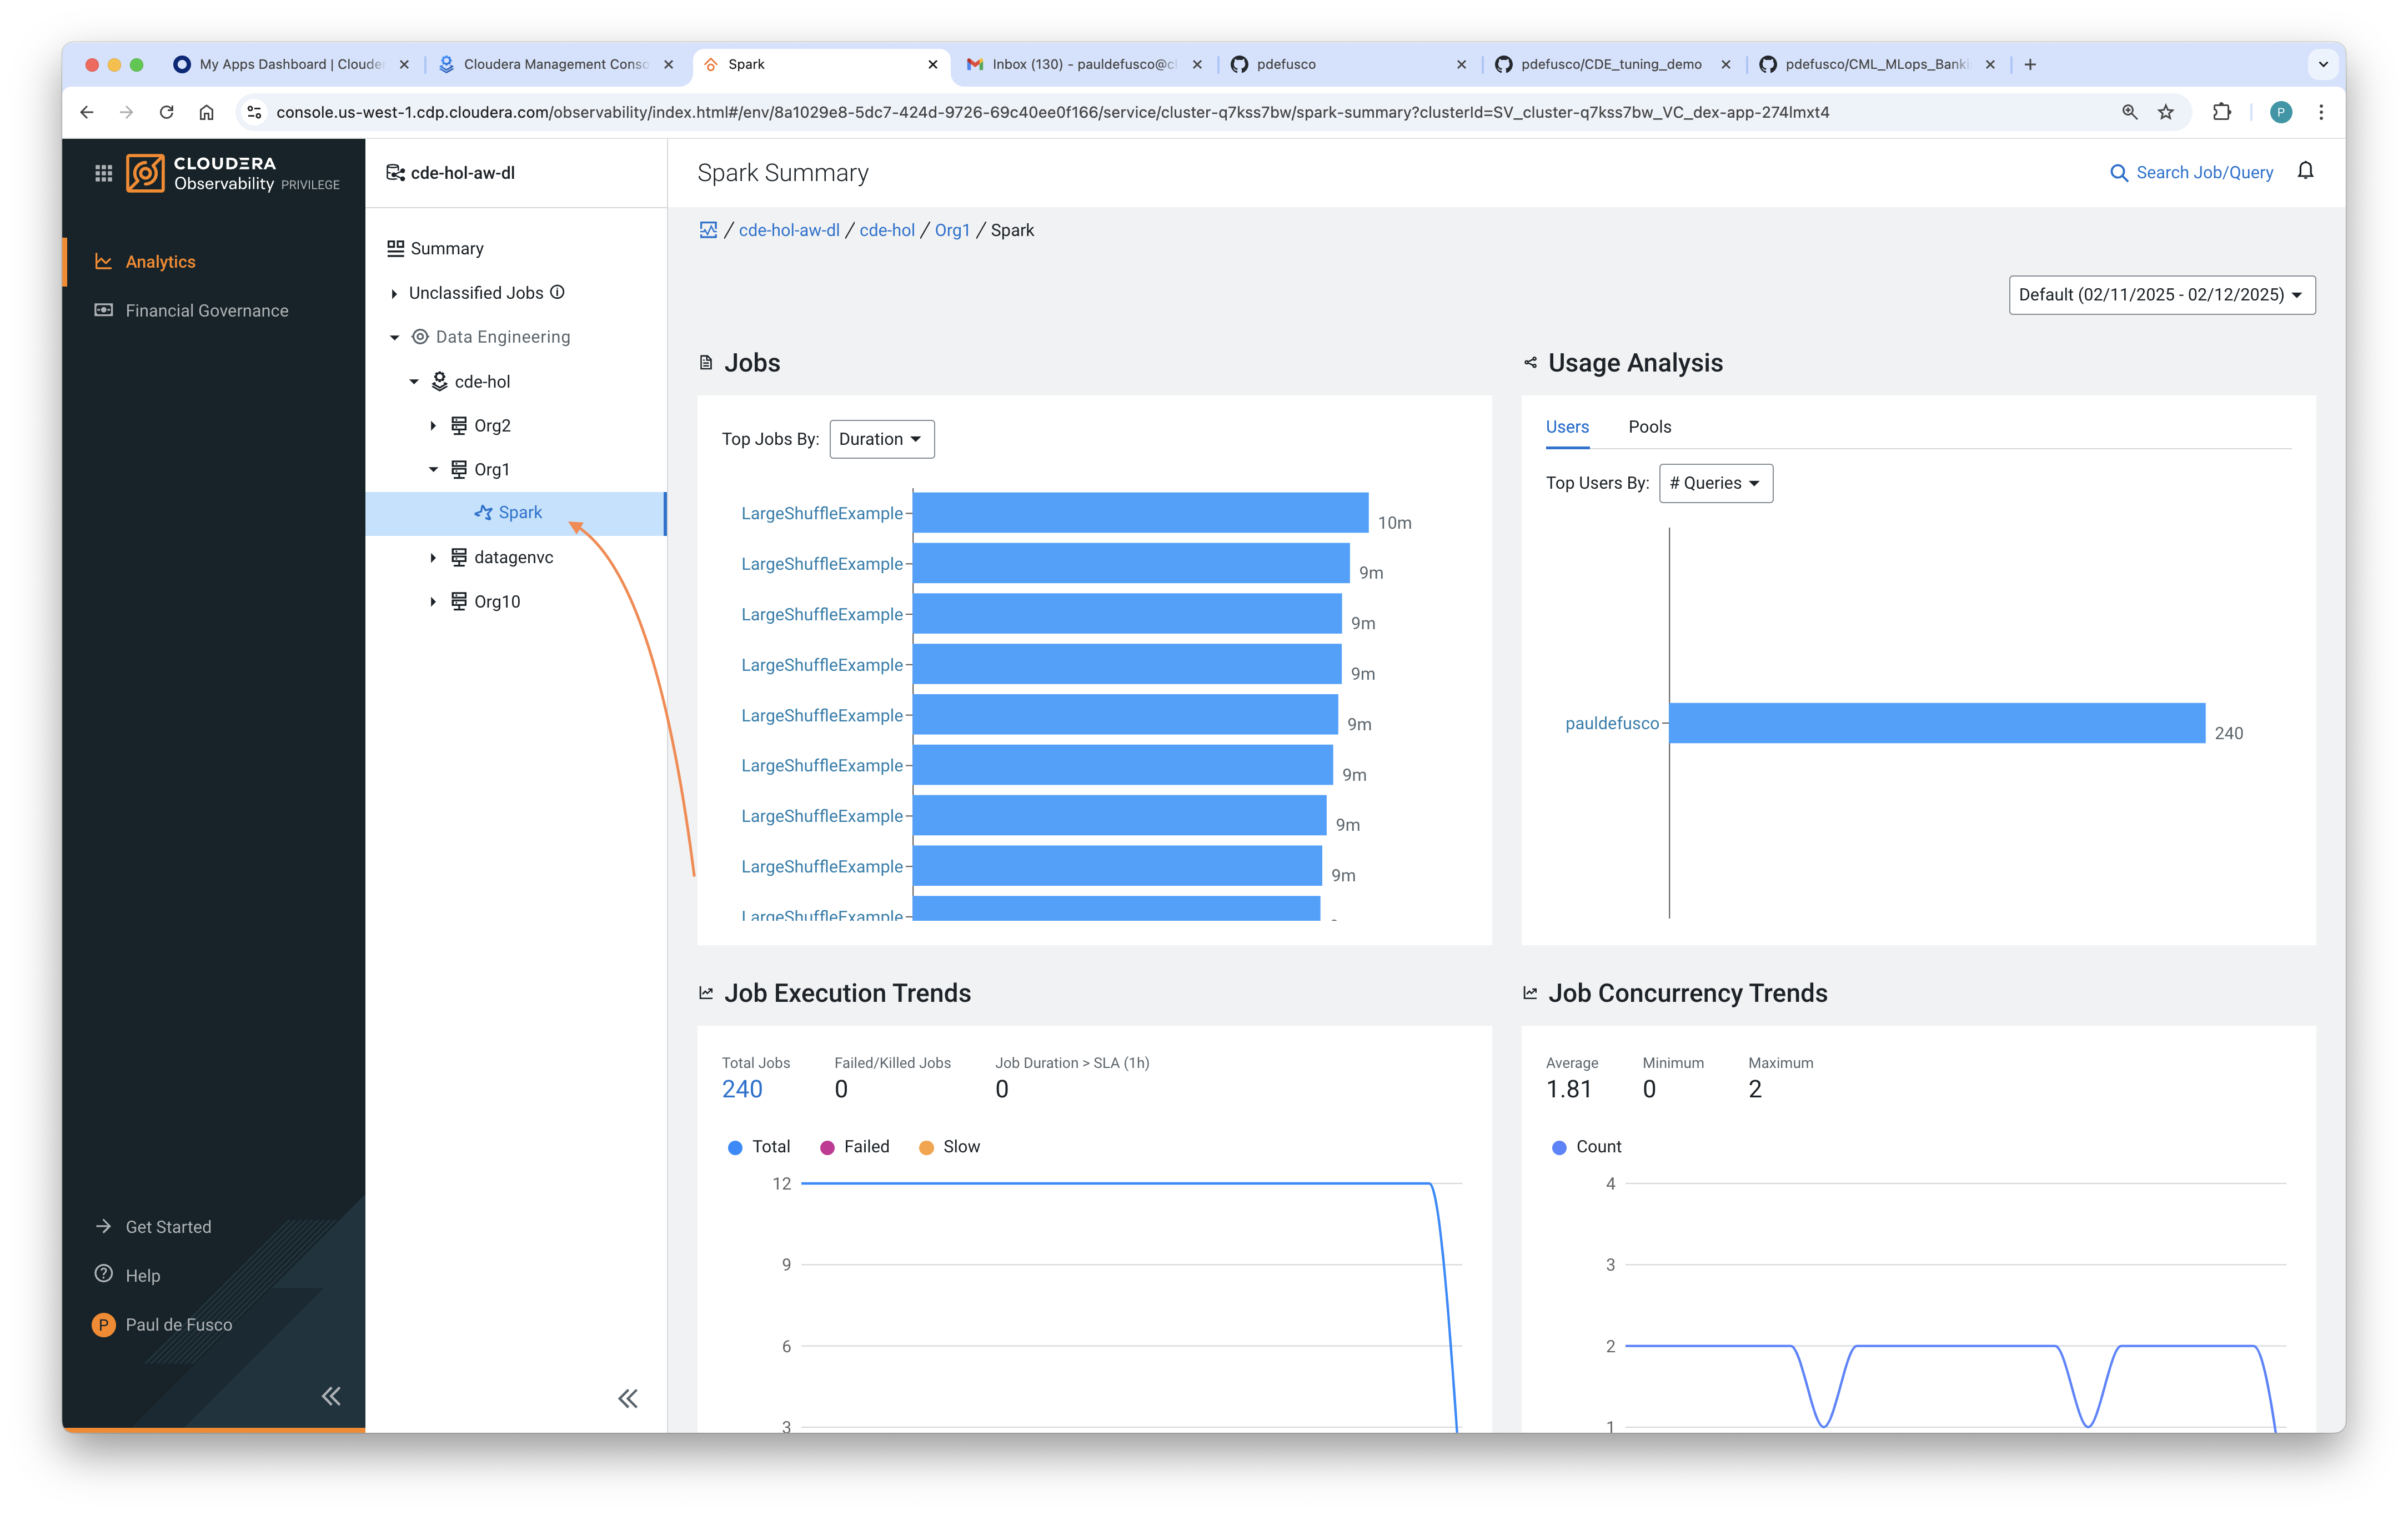 My Apps Dashboard | Clouder
Cloudera Management Conso
Spark
Inbox (130) - pauldefusco@cl
pdefusco
pdefusco/CDE_tuning_demo
pdefusco/CML_MLops_Banki
console.us-west-1.cdp.cloudera.com/observability/index.html#/env/8a1029e8-5dc7-424d-9726-69c40ee0f166/service/cluster-q7kss7bw/spark-summary?clusterId=SV_cluster-q7kss7bw_VC_dex-app-274lmxt4
P
CLOUDERA
Observability PRIVILEGE
Analytics
Financial Governance
Get Started
Help
P Paul de Fusco
cde-hol-aw-dl
Summary
Unclassified Jobs
Data Engineering
cde-hol
Org2
Org1
Spark
datagenvc
Org10
Spark Summary
Search Job/Query
/ cde-hol-aw-dl / cde-hol / Org1 / Spark
Default (02/11/2025 - 02/12/2025)
Jobs
Top Jobs By: Duration
LargeShuffleExample 10m
LargeShuffleExample 9m
LargeShuffleExample 9m
LargeShuffleExample 9m
LargeShuffleExample 9m
LargeShuffleExample 9m
LargeShuffleExample 9m
LargeShuffleExample 9m
LargeShuffleExample
Usage Analysis
Users Pools
Top Users By: # Queries
pauldefusco 240
Job Execution Trends
Total Jobs Failed/Killed Jobs Job Duration > SLA (1h)
240 0 0
Total Failed Slow
12
9
6
3
Job Concurrency Trends
Average Minimum Maximum
1.81 0 2
Count
4
3
2
1